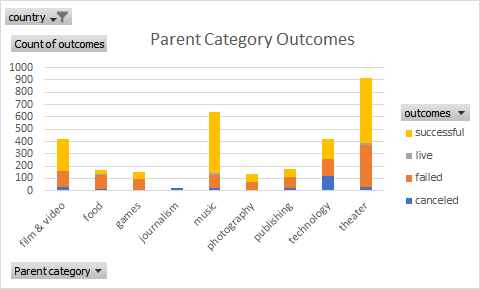 country
Count of outcomes
Parent Category Outcomes
1000
900
800
700
600
500
400
300
200
100
0
film & video
food
games
journalism
music
photography
publishing
technology
theater
outcomes
successful
live
failed
canceled
Parent category